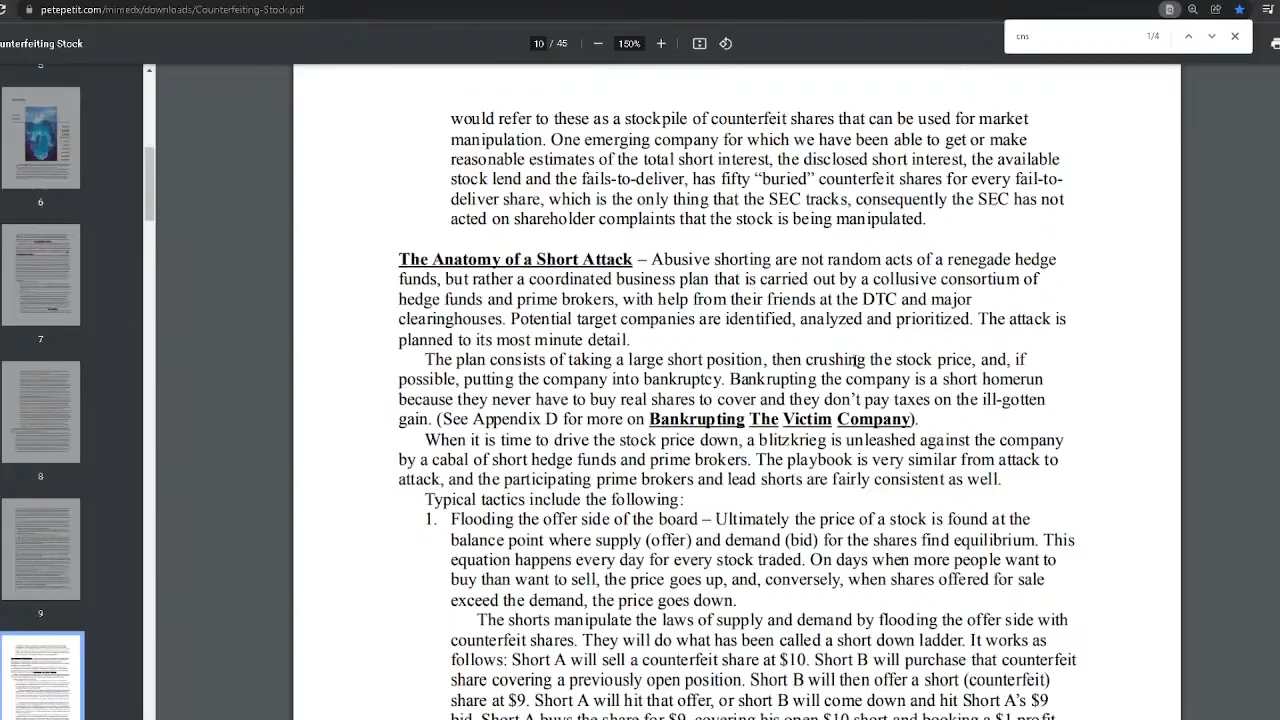 petepetit.com/mimedx/downloads/Counterfeiting-Stock.pdf
unterfeiting Stock
10 / 45
150%
cns
1/4
6
7
8
9
would refer to these as a stockpile of counterfeit shares that can be used for market
manipulation. One emerging company for which we have been able to get or make
reasonable estimates of the total short interest, the disclosed short interest, the available
stock lend and the fails-to-deliver, has fifty “buried” counterfeit shares for every fail-to-
deliver share, which is the only thing that the SEC tracks, consequently the SEC has not
acted on shareholder complaints that the stock is being manipulated.
The Anatomy of a Short Attack – Abusive shorting are not random acts of a renegade hedge
funds, but rather a coordinated business plan that is carried out by a collusive consortium of
hedge funds and prime brokers, with help from their friends at the DTC and major
clearinghouses. Potential target companies are identified, analyzed and prioritized. The attack is
planned to its most minute detail.
The plan consists of taking a large short position, then crushing the stock price, and, if
possible, putting the company into bankruptcy. Bankrupting the company is a short homerun
because they never have to buy real shares to cover and they don’t pay taxes on the ill-gotten
gain. (See Appendix D for more on Bankrupting The Victim Company).
When it is time to drive the stock price down, a blitzkrieg is unleashed against the company
by a cabal of short hedge funds and prime brokers. The playbook is very similar from attack to
attack, and the participating prime brokers and lead shorts are fairly consistent as well.
Typical tactics include the following:
1. Flooding the offer side of the board – Ultimately the price of a stock is found at the
balance point where supply (offer) and demand (bid) for the shares find equilibrium. This
equation happens every day for every stock traded. On days when more people want to
buy than want to sell, the price goes up, and, conversely, when shares offered for sale
exceed the demand, the price goes down.
The shorts manipulate the laws of supply and demand by flooding the offer side with
counterfeit shares. They will do what has been called a short down ladder. It works as
follows: Short A will sell a counterfeit share at $10. Short B will purchase that counterfeit
share covering a previously open position. Short B will then offer a short (counterfeit)
share at $9. Short A will hit that offer, or short B will come down and hit Short A’s $9
Short A buys the share for $9, covering his open $10 short and booking a $1 profit